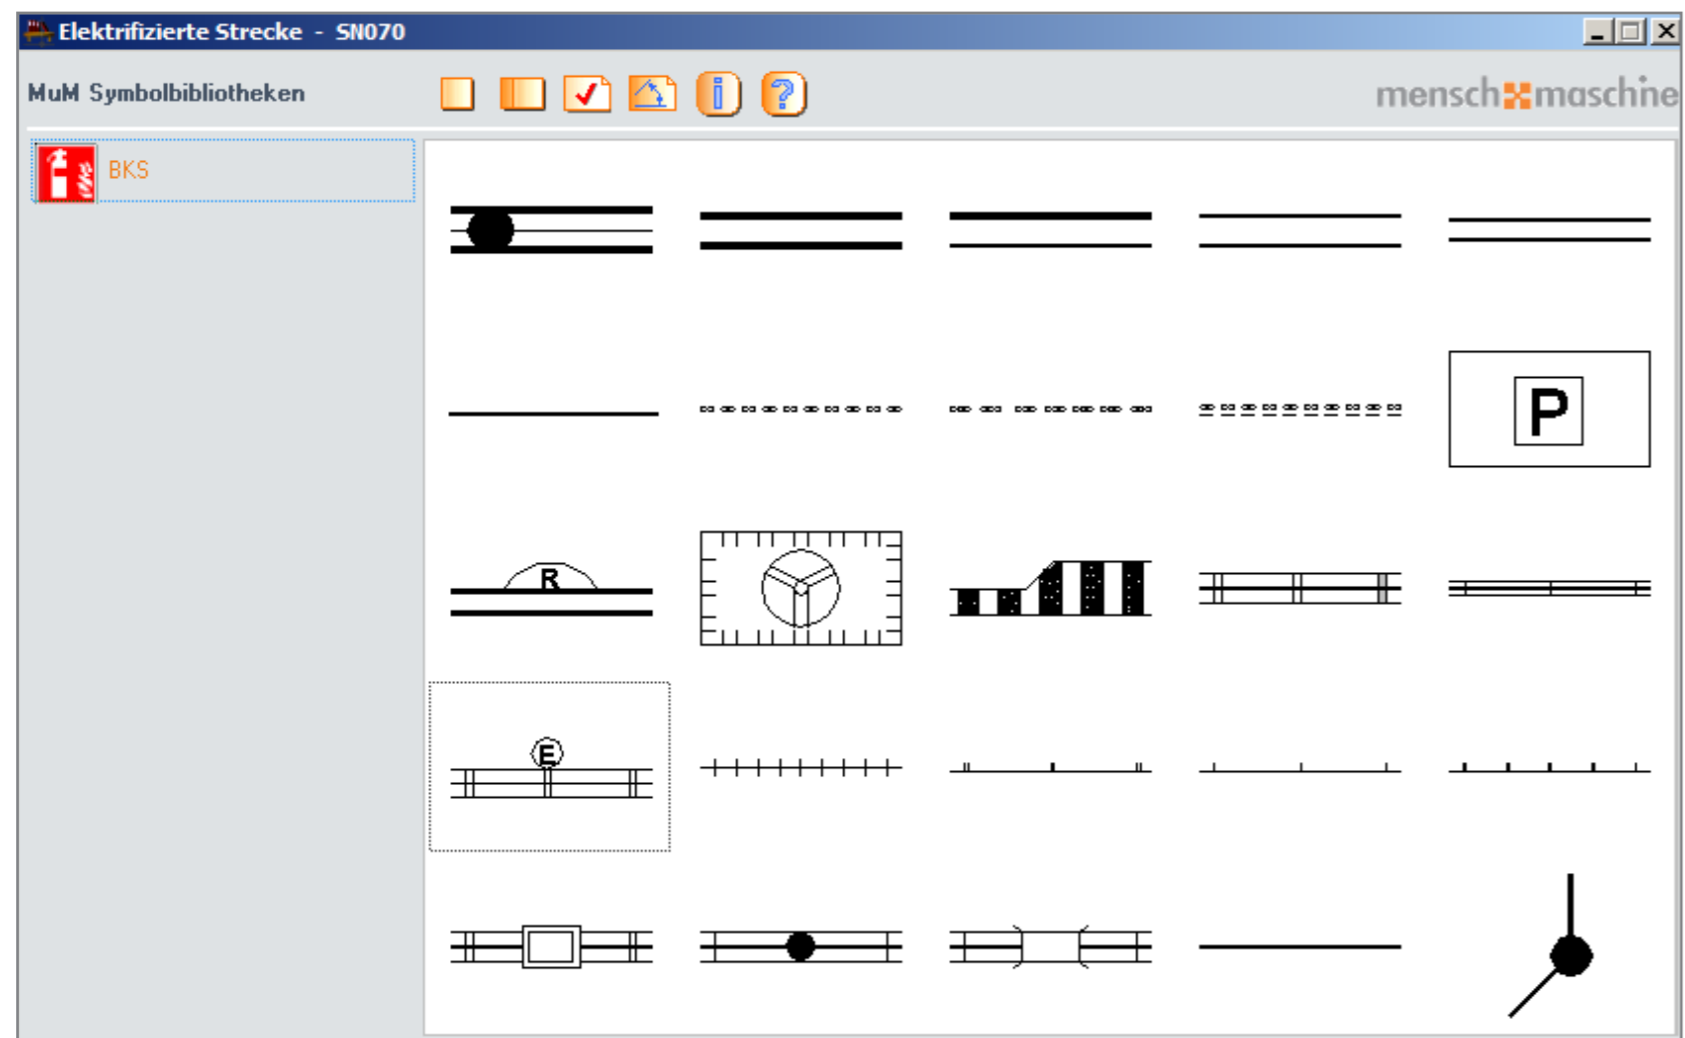 Elektrifizierte Strecke - SN070
MuM Symbolbibliotheken
mensch maschine
BKS
P
R
E